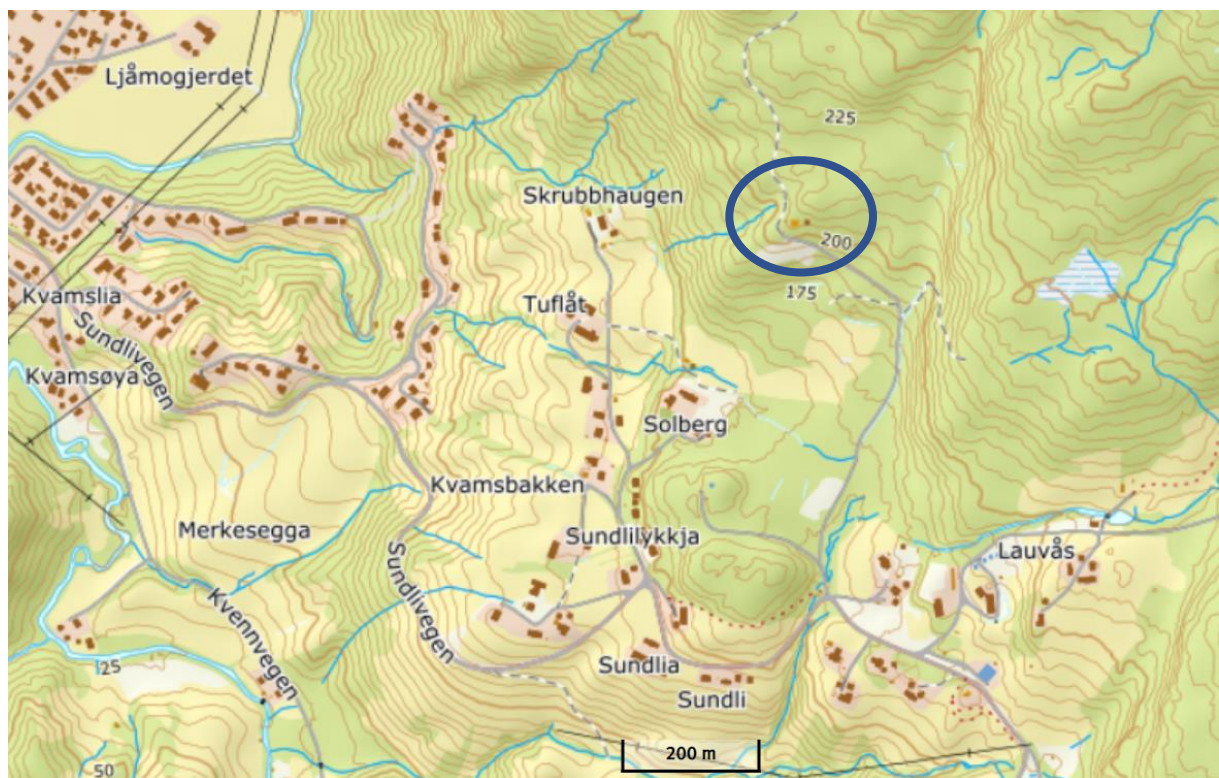 Ljåmogjerdet
225
Skrubbhaugen
200
175
Kvamslia
Tuflåt
Sundlivegen
Kvamsøya
Solberg
Kvamsbakken
Merkesegga
Sundlilykkja
Lauvås
Sundlivegen
Kvennvegen
25
Sundlia
Sundli
200 m
50